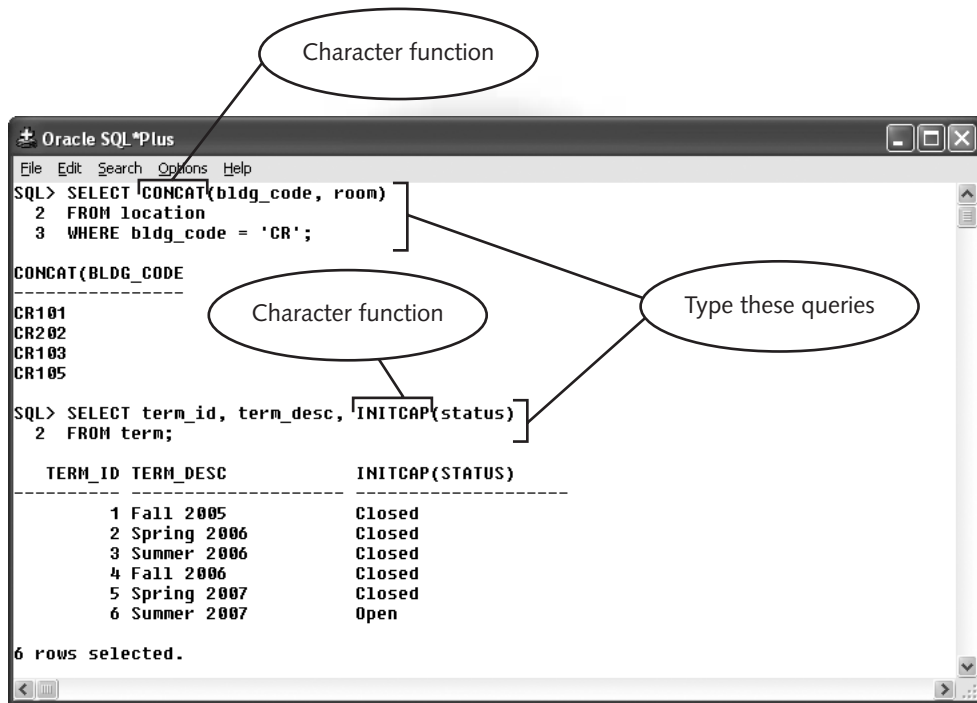 Character function
Oracle SQL*Plus
File Edit Search Options Help
SQL> SELECT CONCAT(bldg_code, room)
2 FROM location
3 WHERE bldg_code = 'CR';
CONCAT(BLDG_CODE
----------------
CR101
CR202
CR103
CR105
Character function
Type these queries
SQL> SELECT term_id, term_desc, INITCAP(status)
2 FROM term;
TERM_ID TERM_DESC INITCAP(STATUS)
---------- -------------------- --------------------
1 Fall 2005 Closed
2 Spring 2006 Closed
3 Summer 2006 Closed
4 Fall 2006 Closed
5 Spring 2007 Closed
6 Summer 2007 Open
6 rows selected.